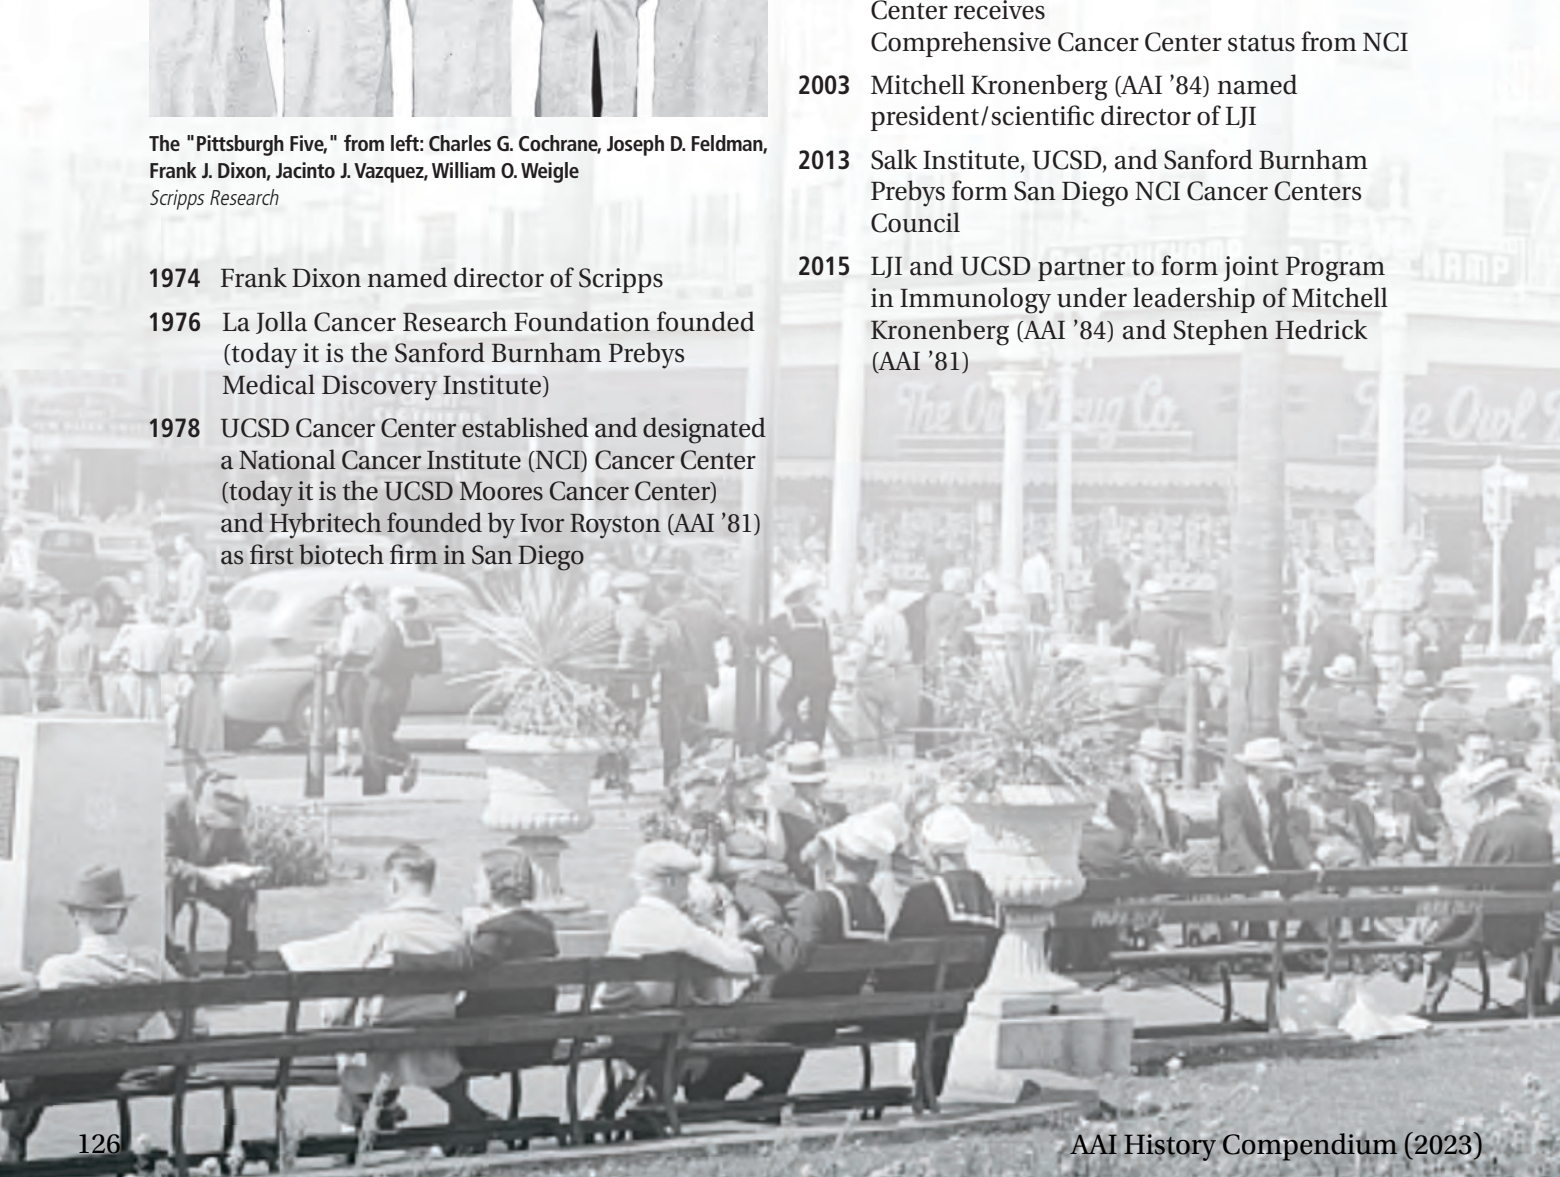 The "Pittsburgh Five," from left: Charles G. Cochrane, Joseph D. Feldman,
Frank J. Dixon, Jacinto J. Vazquez, William O. Weigle
Scripps Research
1974 Frank Dixon named director of Scripps
1976 La Jolla Cancer Research Foundation founded
(today it is the Sanford Burnham Prebys
Medical Discovery Institute)
1978 UCSD Cancer Center established and designated
a National Cancer Institute (NCI) Cancer Center
(today it is the UCSD Moores Cancer Center)
and Hybritech founded by Ivor Royston (AAI ’81)
as first biotech firm in San Diego
Center receives
Comprehensive Cancer Center status from NCI
2003 Mitchell Kronenberg (AAI ’84) named
president/scientific director of LJI
2013 Salk Institute, UCSD, and Sanford Burnham
Prebys form San Diego NCI Cancer Centers
Council
2015 LJI and UCSD partner to form joint Program
in Immunology under leadership of Mitchell
Kronenberg (AAI ’84) and Stephen Hedrick
(AAI ’81)
The Owl Drug Co.
The Owl
126
AAI History Compendium (2023)